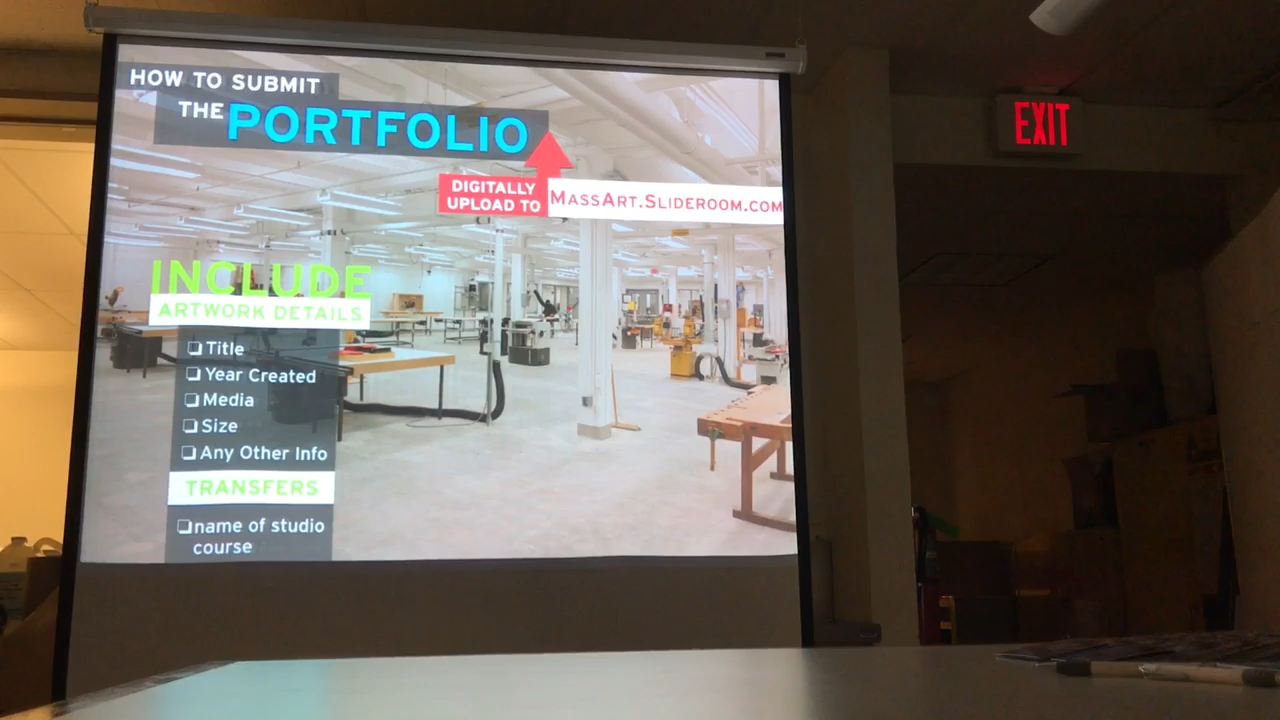 HOW TO SUBMIT
THE PORTFOLIO
DIGITALLY
UPLOAD TO
MASSART.SLIDEROOM.COM
INCLUDE
ARTWORK DETAILS
❏ Title
❏ Year Created
❏ Media
❏ Size
❏ Any Other Info
TRANSFERS
❏ name of studio
course
EXIT